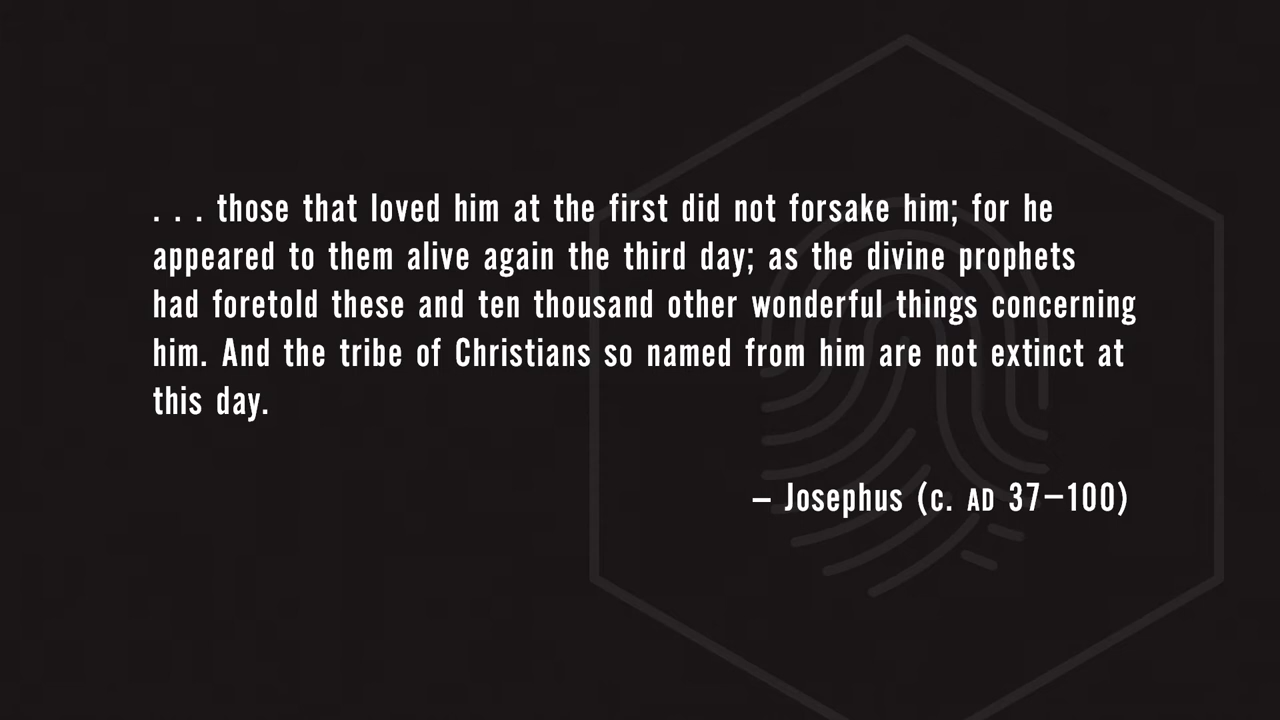 . . . those that loved him at the first did not forsake him; for he
appeared to them alive again the third day; as the divine prophets
had foretold these and ten thousand other wonderful things concerning
him. And the tribe of Christians so named from him are not extinct at
this day.
– Josephus (c. AD 37–100)